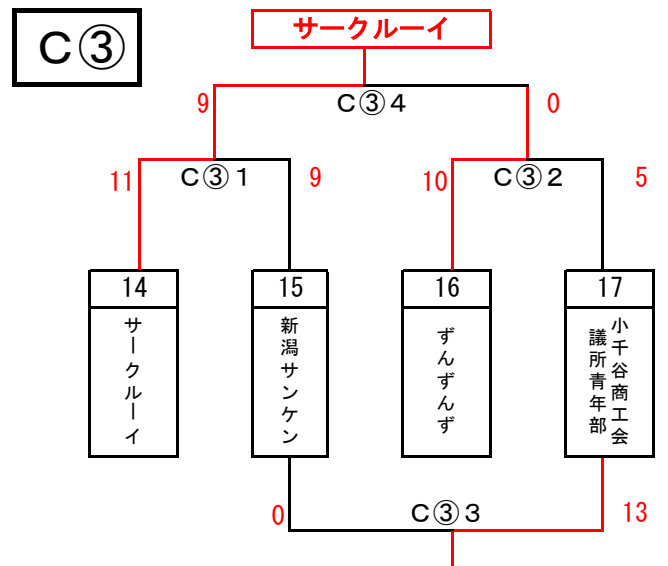 C③
サークルーイ
9
C③4
0
11
C③1
9
10
C③2
5
14
15
16
17
サークルーイ
新潟サンケン
ずんずんず
小千谷商工会
議所青年部
0
C③3
13